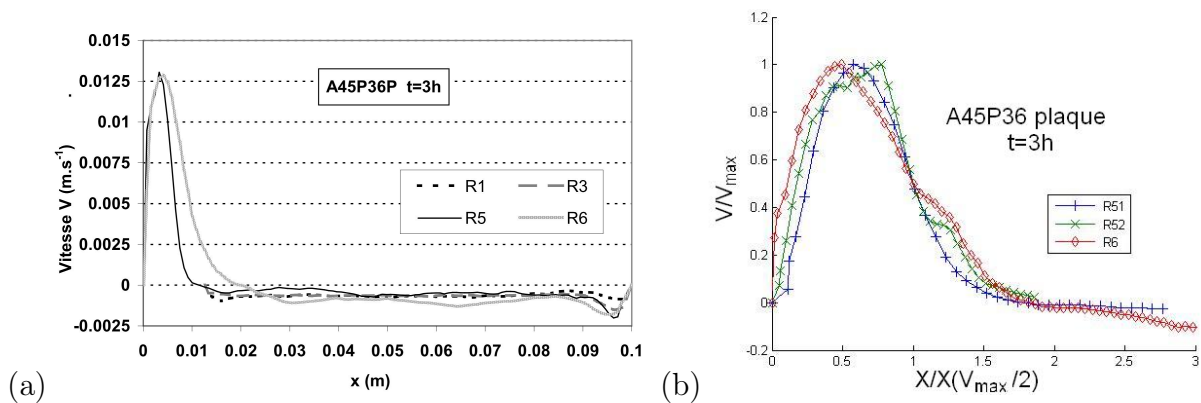 (a)
0.015
0.0125
0.01
0.0075
0.005
0.0025
0
-0.0025
Vitesse V (m.s⁻¹)
A45P36P t=3h
R1 R3
R5 R6
0 0.01 0.02 0.03 0.04 0.05 0.06 0.07 0.08 0.09 0.1
x (m)
(b)
1.2
1
0.8
0.6
0.4
0.2
0.0
-0.2
V/Vmax
A45P36 plaque
t=3h
R51
R52
R6
0 0.5 1 1.5 2 2.5 3
X/X(Vmax/2)